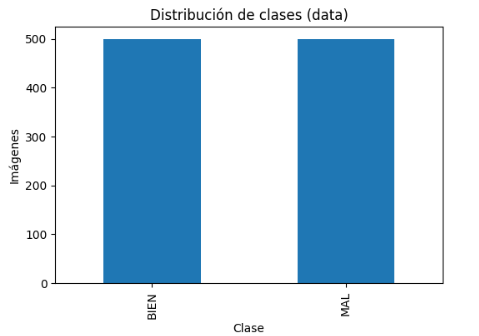 Distribución de clases (data)
500
400
300
200
100
0
Imágenes
BIEN
MAL
Clase